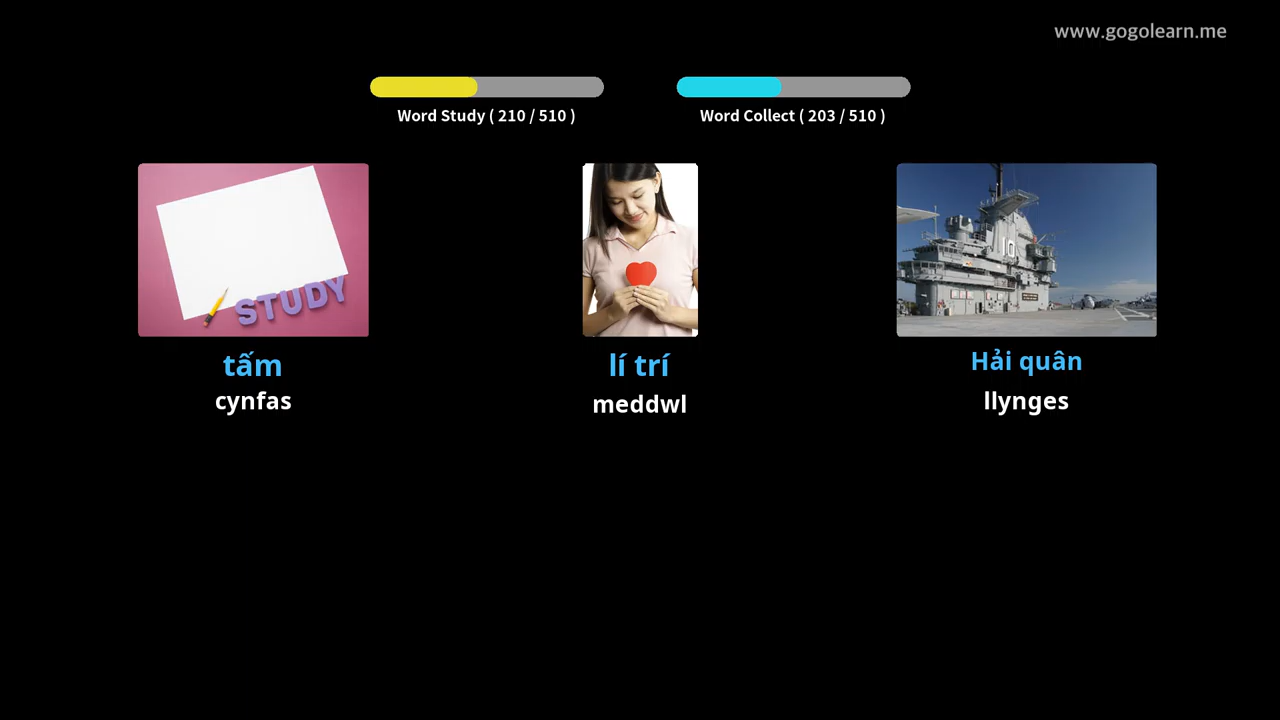 www.gogolearn.me
Word Study ( 210 / 510 )
Word Collect ( 203 / 510 )
STUDY
16
tấm
cynfas
lí trí
meddwl
Hải quân
llynges